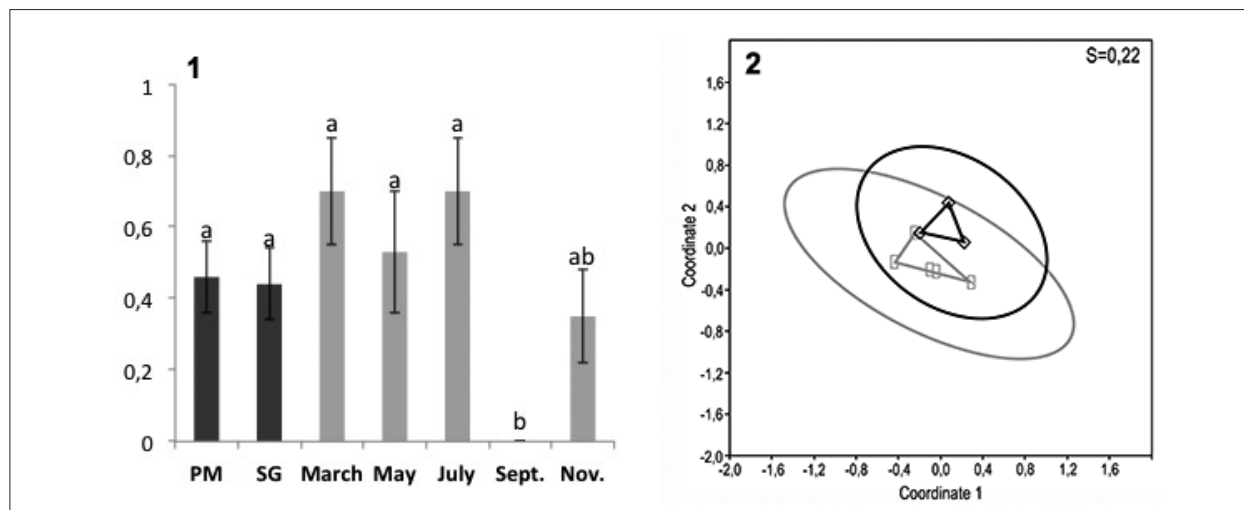 1
1
0,8
0,6
0,4
0,2
0
a
a
a
a
a
b
ab
PM SG March May July Sept. Nov.
2
S=0,22
Coordinate 2
1,6
1,2
0,8
0,4
0,0
-0,4
-0,8
-1,2
-1,6
-2,0
-2,0 -1,6 -1,2 -0,8 -0,4 0,0 0,4 0,8 1,2 1,6
Coordinate 1